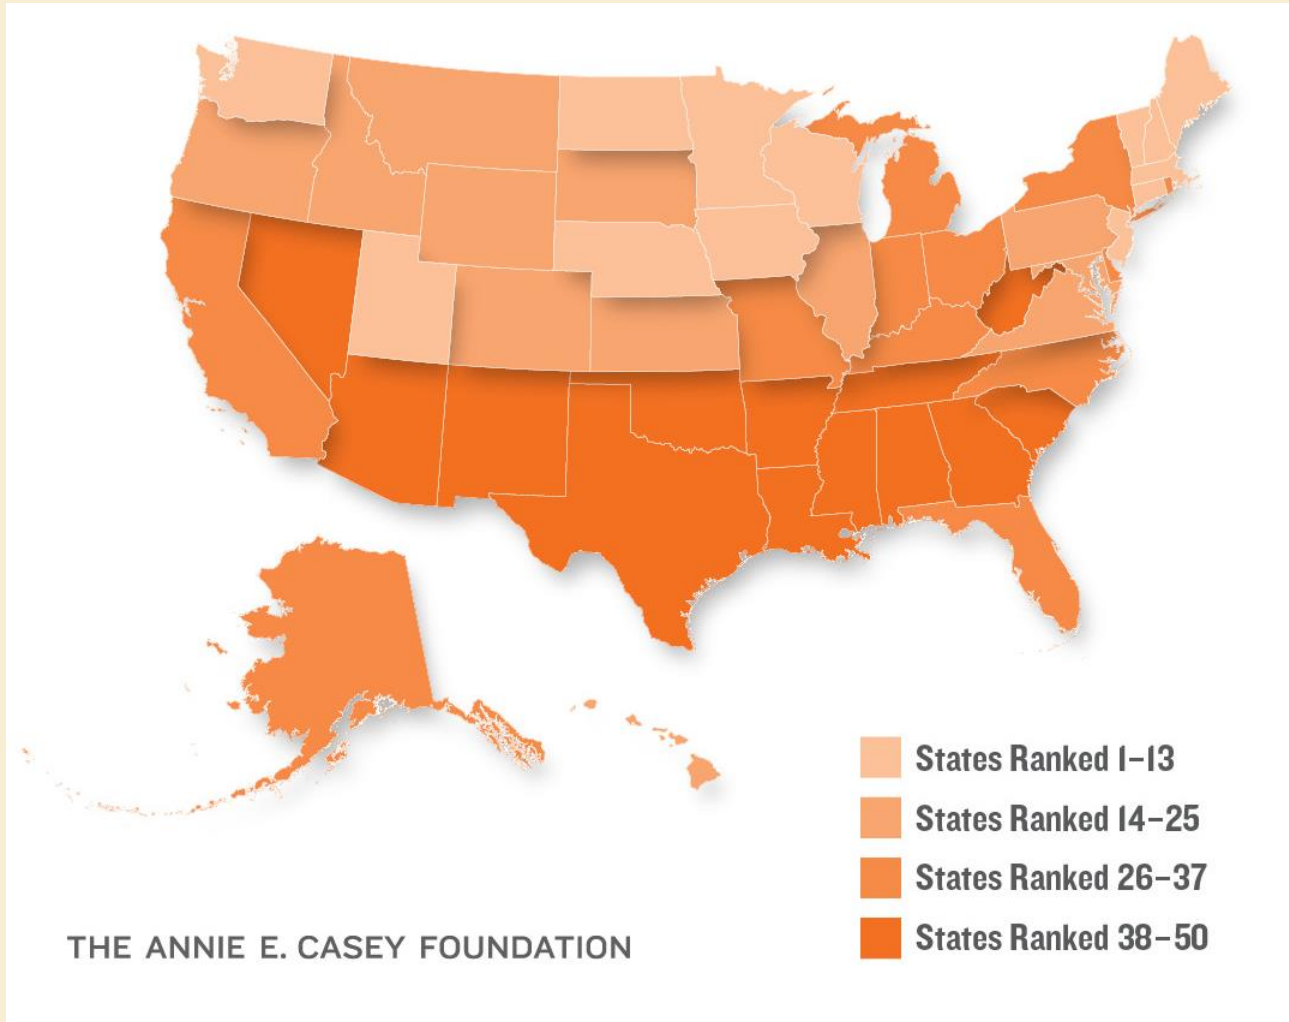 States Ranked 1–13
States Ranked 14–25
States Ranked 26–37
States Ranked 38–50
THE ANNIE E. CASEY FOUNDATION